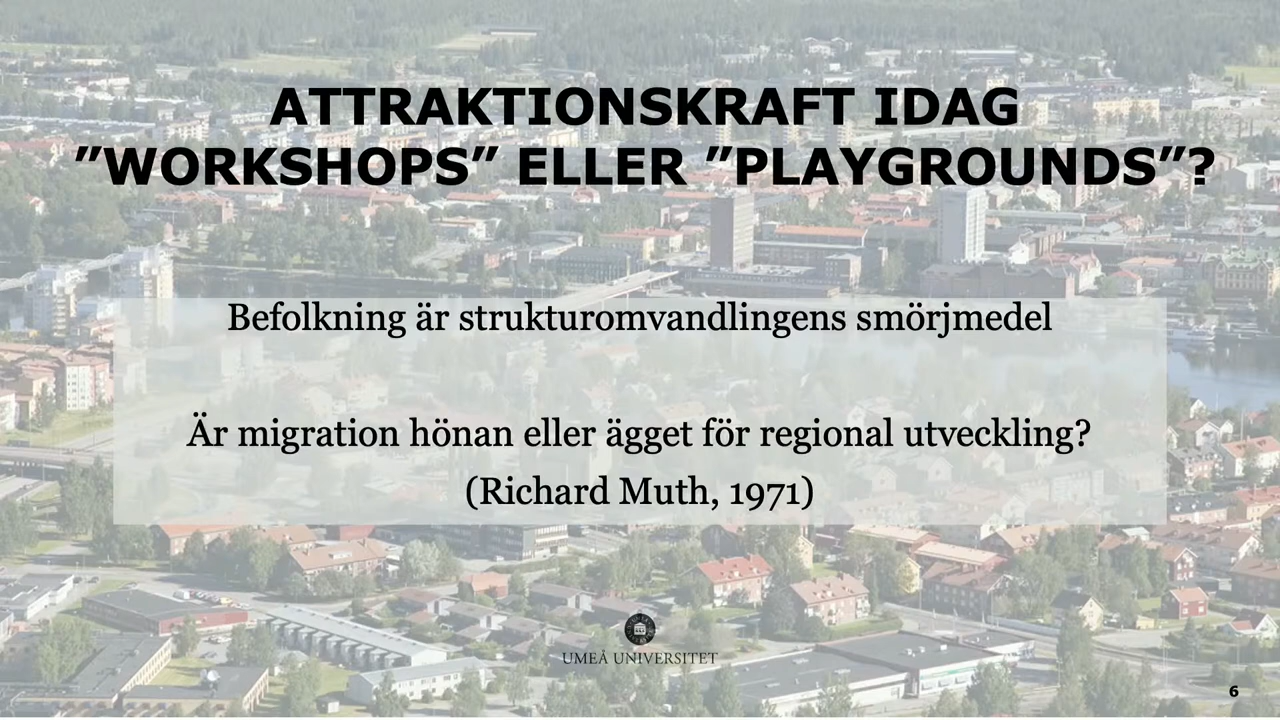 ATTRAKTIONSKRAFT IDAG
”WORKSHOPS” ELLER ”PLAYGROUNDS”?
Befolkning är strukturomvandlingens smörjmedel
Är migration hönan eller ägget för regional utveckling?
(Richard Muth, 1971)
UMEÅ UNIVERSITET
6